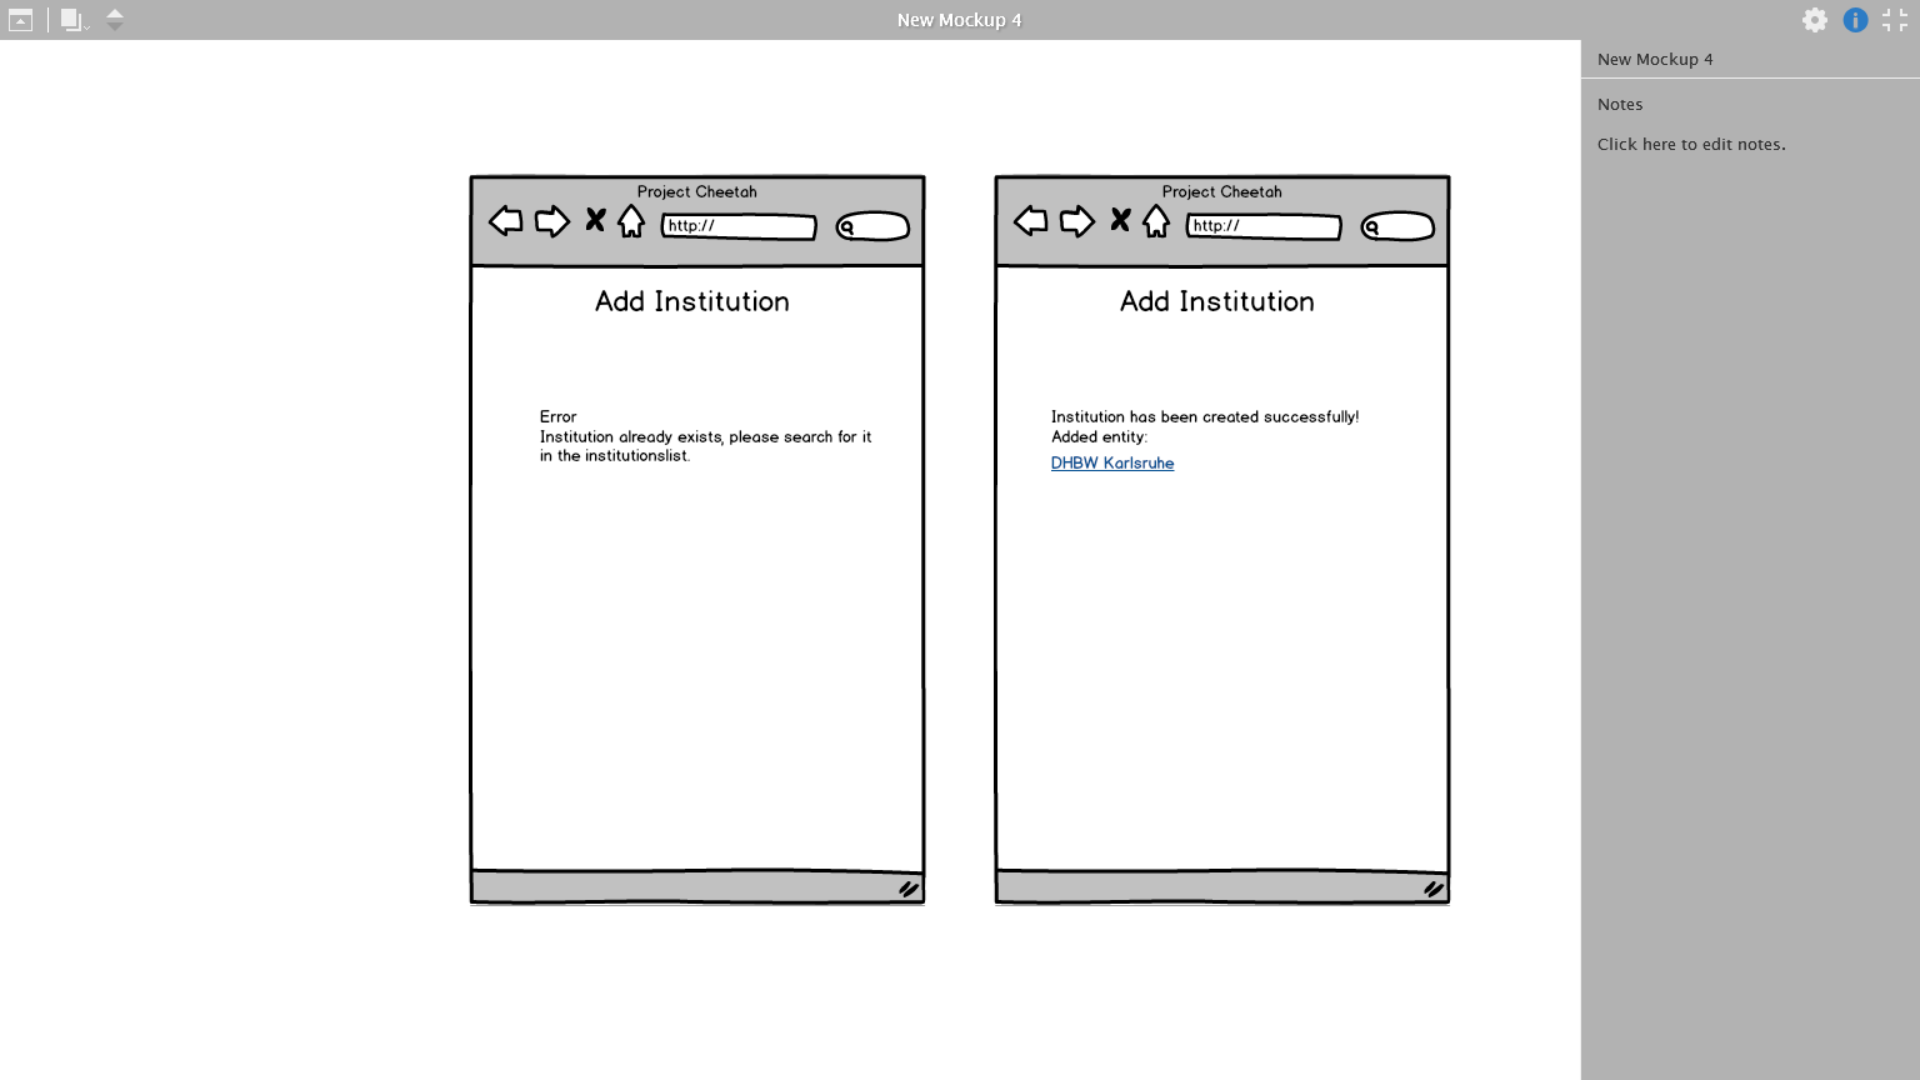 New Mockup 4
New Mockup 4
Notes
Click here to edit notes.
Project Cheetah
http://
Add Institution
Error
Institution already exists, please search for it
in the institutionslist.
Project Cheetah
http://
Add Institution
Institution has been created successfully!
Added entity:
DHBW Karlsruhe